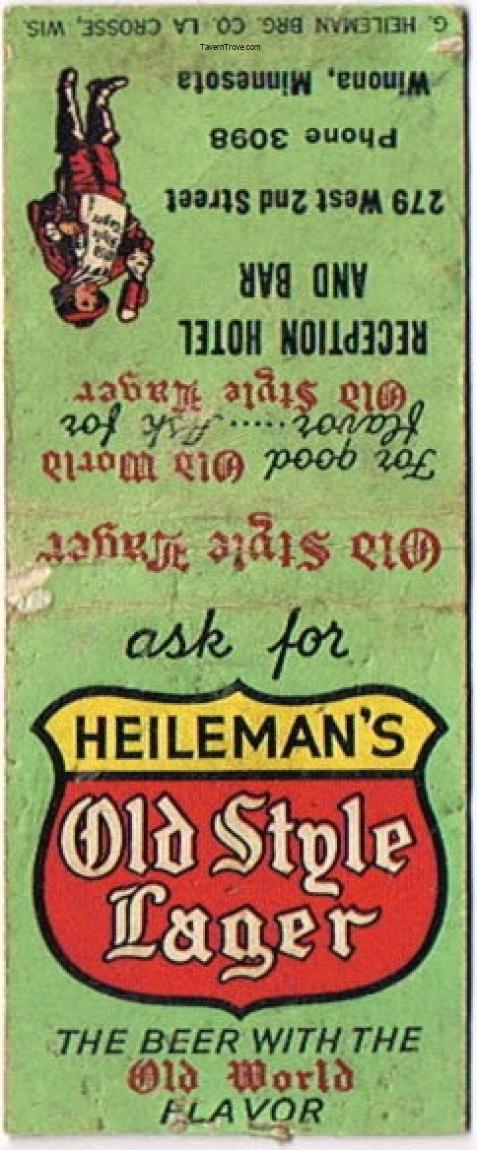 ask for
HEILEMAN'S
Old Style
Lager
THE BEER WITH THE
Old World
FLAVOR
Old Style Lager
For good Old World
flavor.....Ask for
Old Style Lager
RECEPTION HOTEL
AND BAR
279 West 2nd Street
Phone 3098
Winona, Minnesota
G. HEILEMAN BRG. CO. LA CROSSE, WIS.
TavernTrove.com